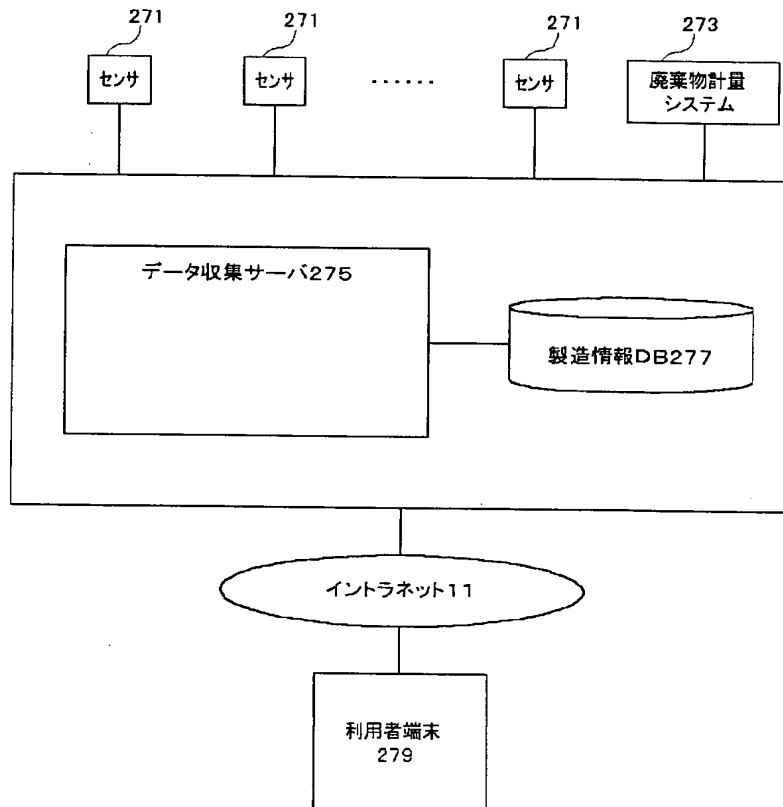 271
271
271
273
センサ
センサ
......
センサ
廃棄物計量
システム
データ収集サーバ275
製造情報DB277
イントラネット11
利用者端末
279